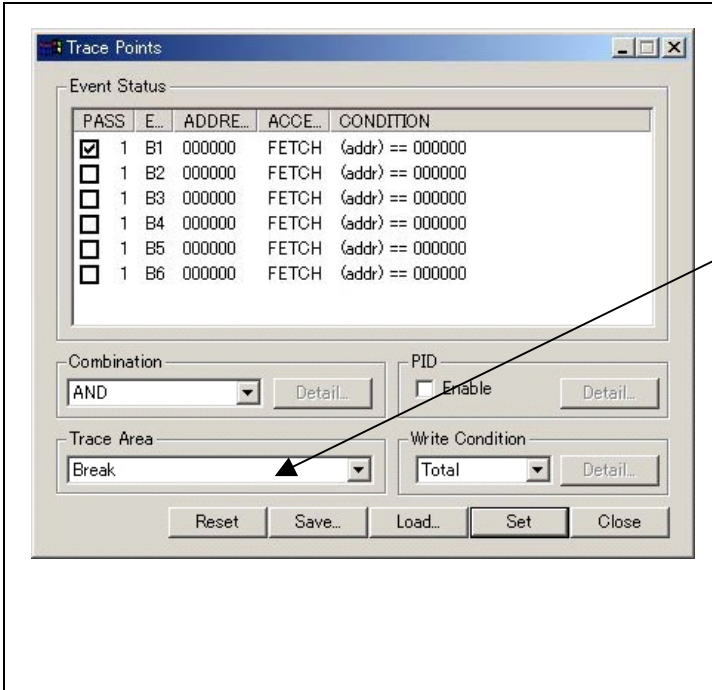 Trace Points
Event Status
PASS E... ADDRE... ACCE... CONDITION
1 B1 000000 FETCH (addr) == 000000
1 B2 000000 FETCH (addr) == 000000
1 B3 000000 FETCH (addr) == 000000
1 B4 000000 FETCH (addr) == 000000
1 B5 000000 FETCH (addr) == 000000
1 B6 000000 FETCH (addr) == 000000
Combination
AND Detail...
PID
Enable Detail...
Trace Area
Break
Write Condition
Total Detail...
Reset Save... Load... Set Close